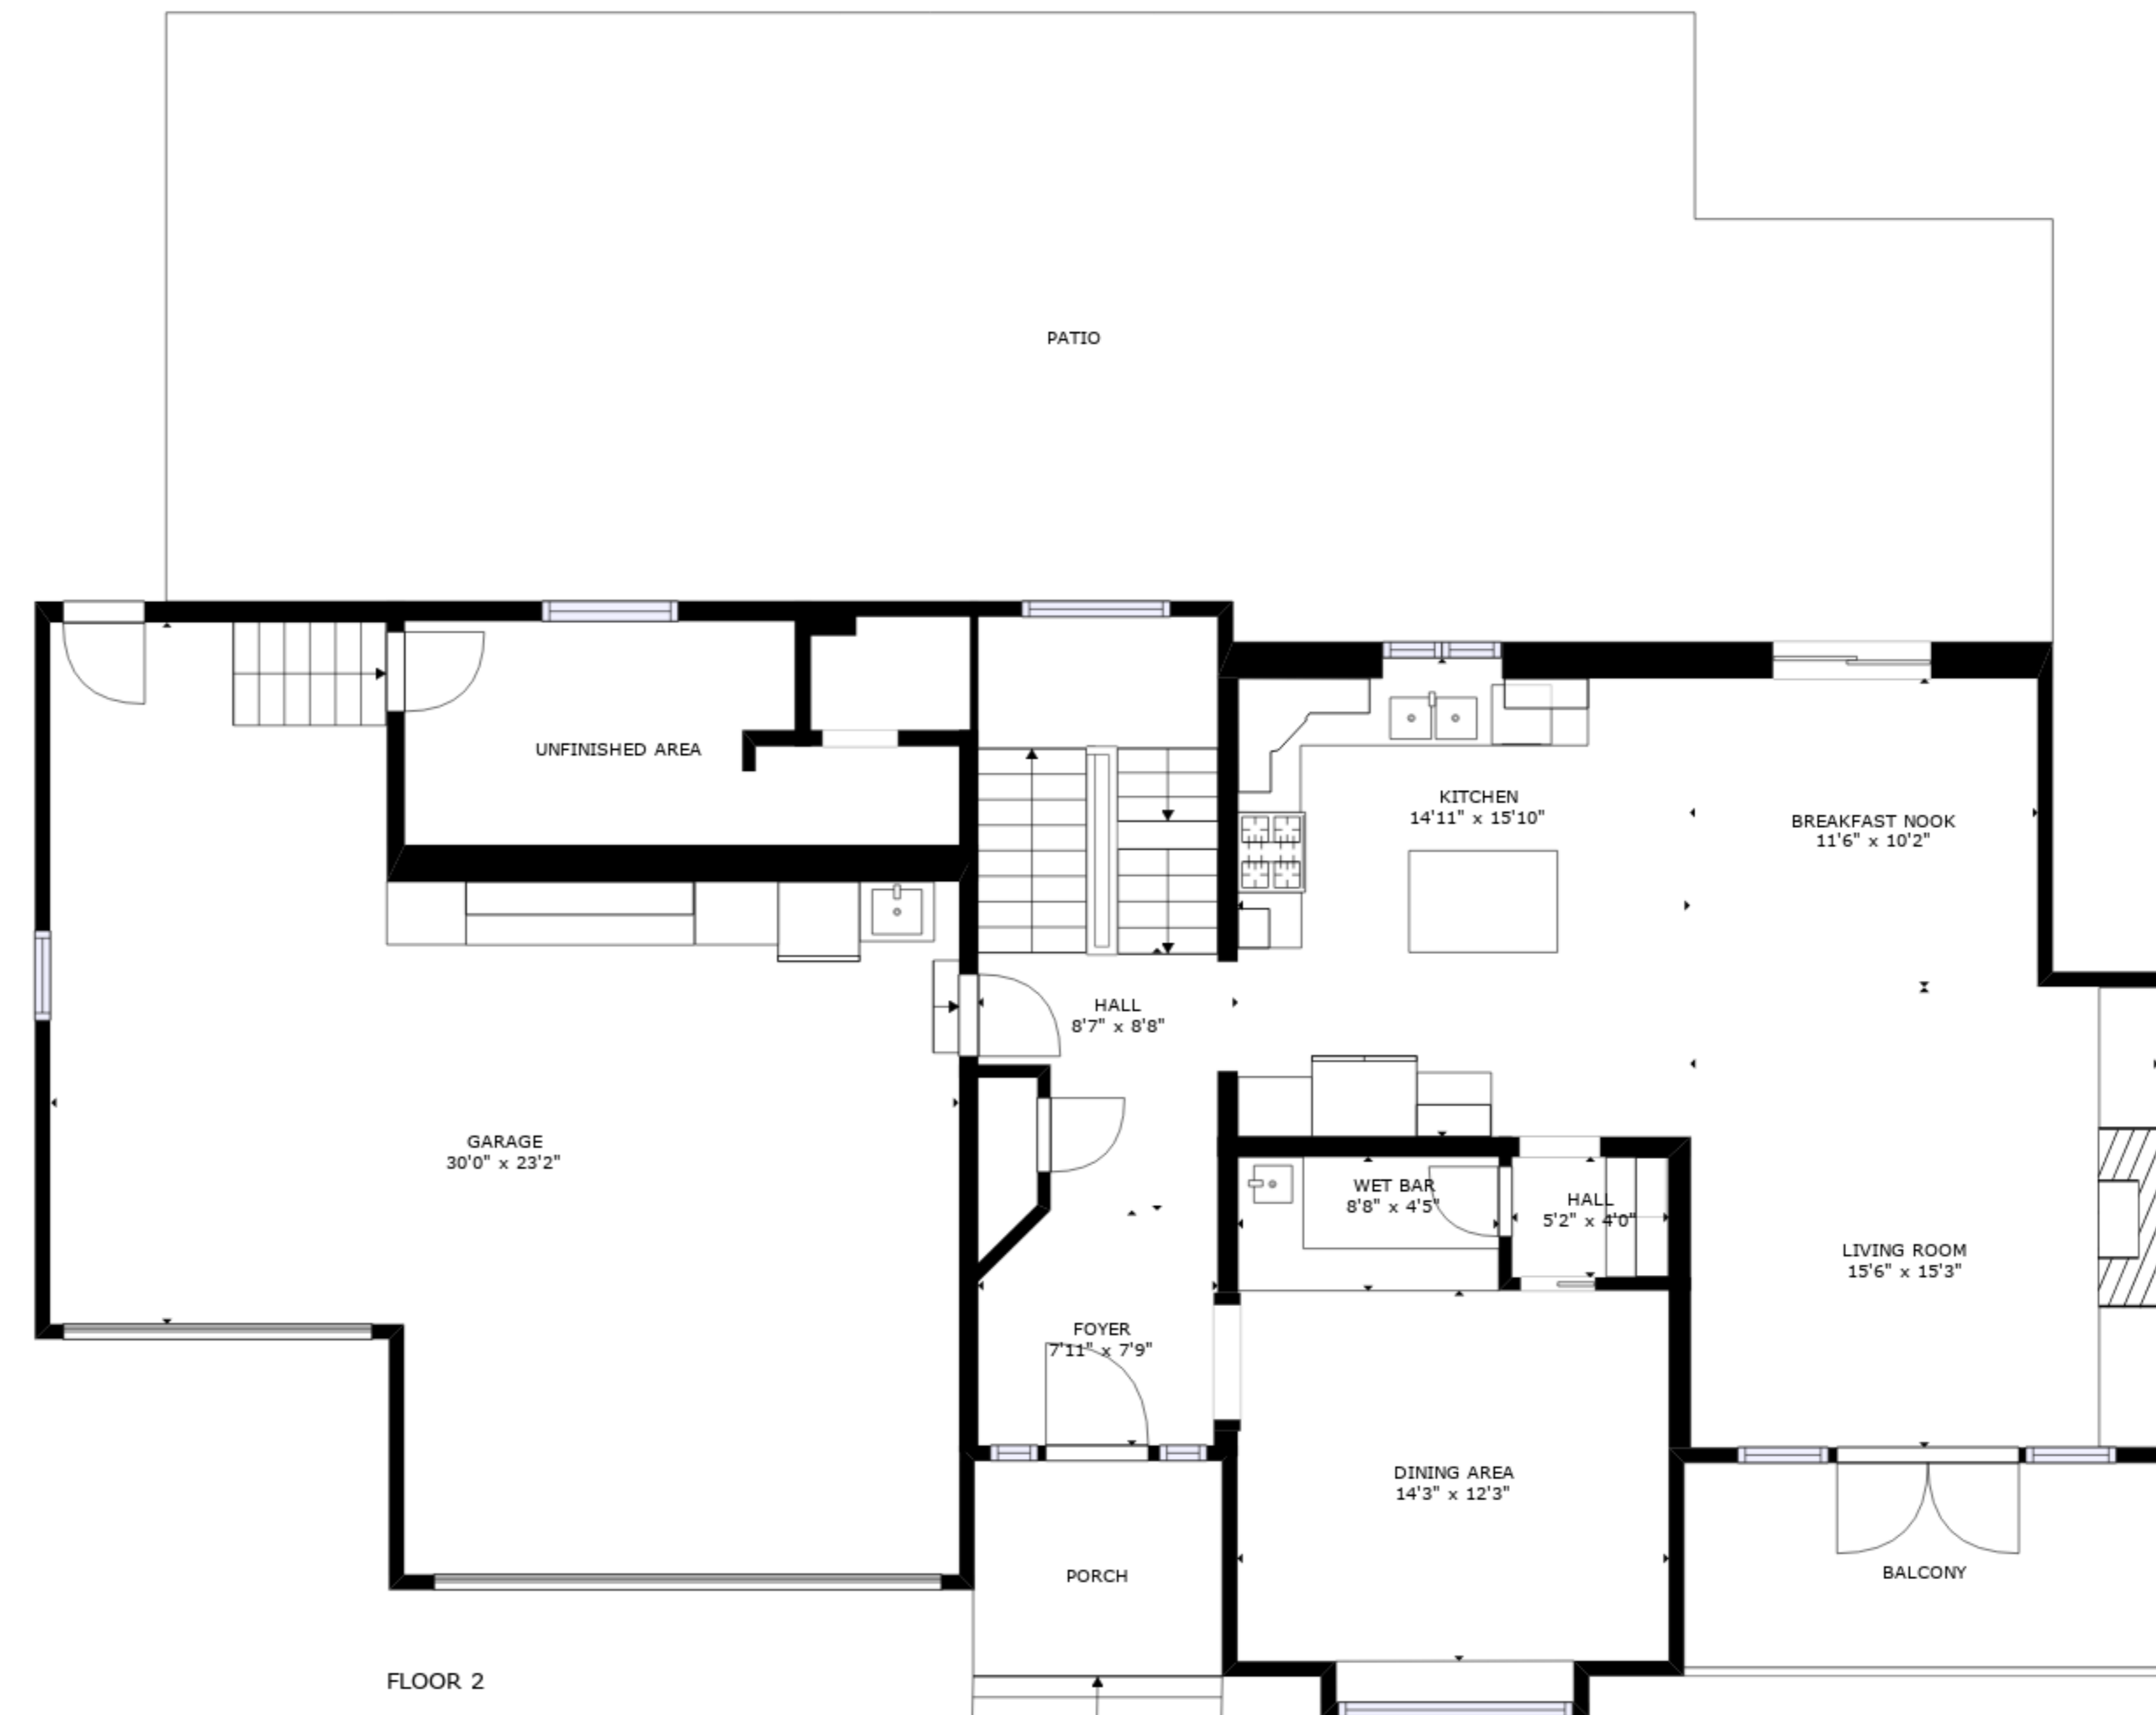 PATIO
UNFINISHED AREA
KITCHEN
14'11" x 15'10"
BREAKFAST NOOK
11'6" x 10'2"
HALL
8'7" x 8'8"
GARAGE
30'0" x 23'2"
WET BAR
8'8" x 4'5"
HALL
5'2" x 4'0"
LIVING ROOM
15'6" x 15'3"
FOYER
7'11" x 7'9"
DINING AREA
14'3" x 12'3"
PORCH
BALCONY
FLOOR 2